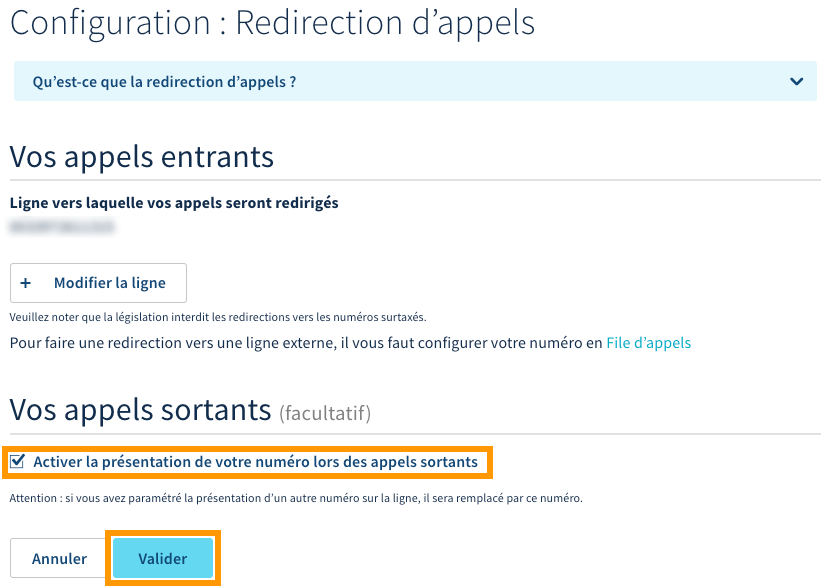 Configuration : Redirection d’appels
Qu’est-ce que la redirection d’appels ?
Vos appels entrants
Ligne vers laquelle vos appels seront redirigés
+ Modifier la ligne
Veuillez noter que la législation interdit les redirections vers les numéros surtaxés.
Pour faire une redirection vers une ligne externe, il vous faut configurer votre numéro en File d’appels
Vos appels sortants (facultatif)
Activer la présentation de votre numéro lors des appels sortants
Attention : si vous avez paramétré la présentation d’un autre numéro sur la ligne, il sera remplacé par ce numéro.
Annuler Valider